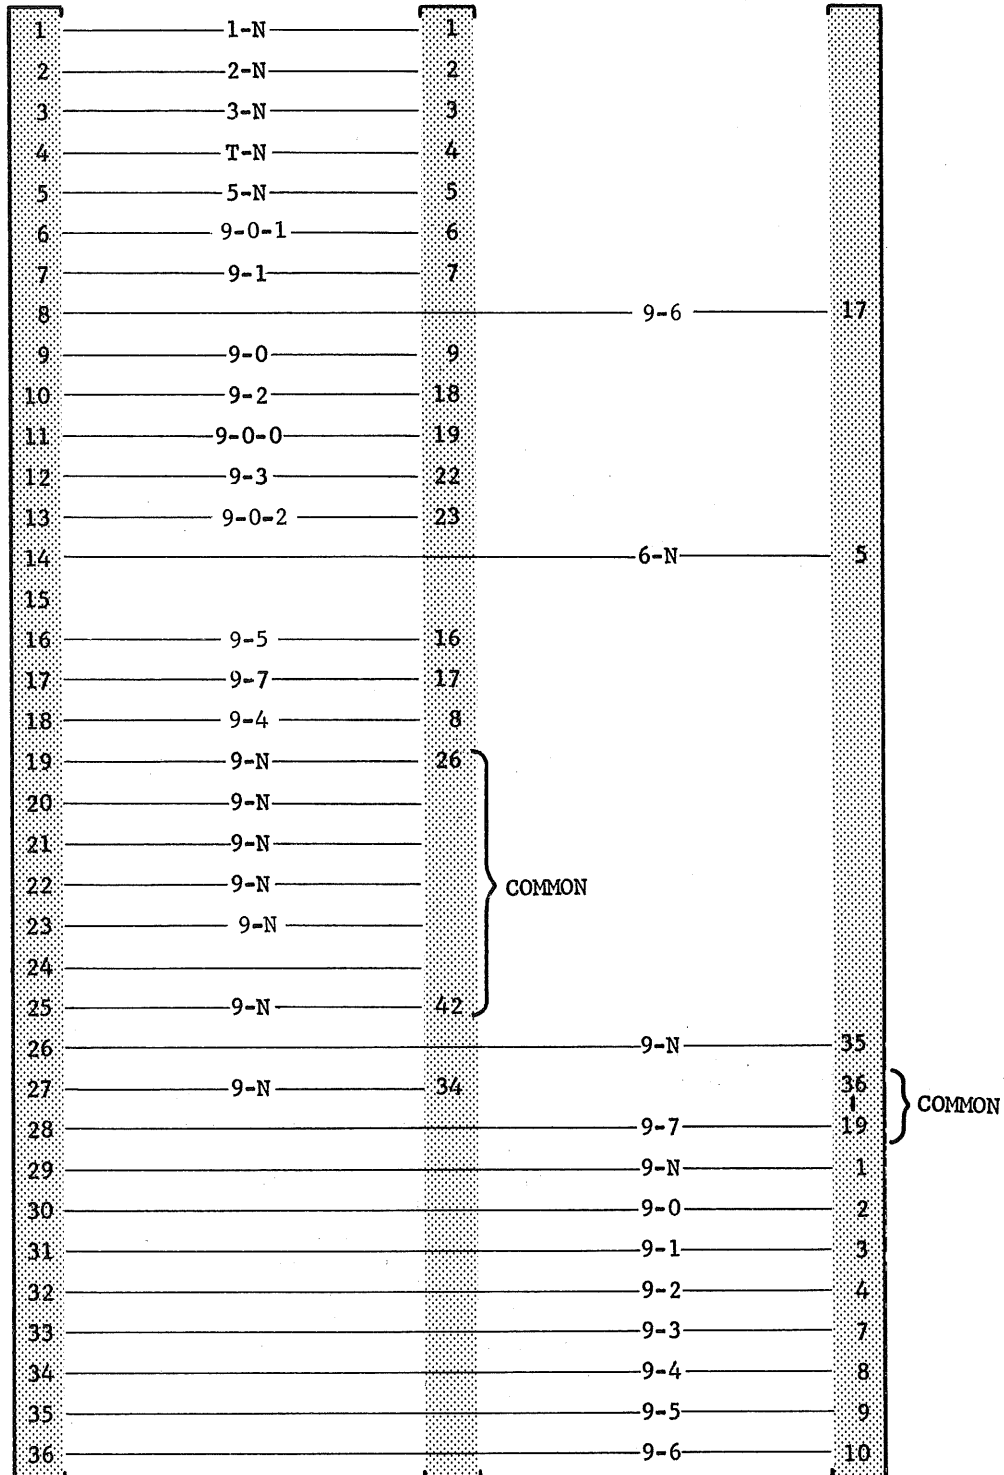 1 1-N 1
2 2-N 2
3 3-N 3
4 T-N 4
5 5-N 5
6 9-0-1 6
7 9-1 7
8 9-6 17
9 9-0 9
10 9-2 18
11 9-0-0 19
12 9-3 22
13 9-0-2 23
14 6-N 5
15
16 9-5 16
17 9-7 17
18 9-4 8
19 9-N 26
20 9-N
21 9-N
22 9-N
COMMON
23 9-N
24
25 9-N 42
26 9-N 35
27 9-N 34 36
COMMON
28 9-7 19
29 9-N 1
30 9-0 2
31 9-1 3
32 9-2 4
33 9-3 7
34 9-4 8
35 9-5 9
36 9-6 10